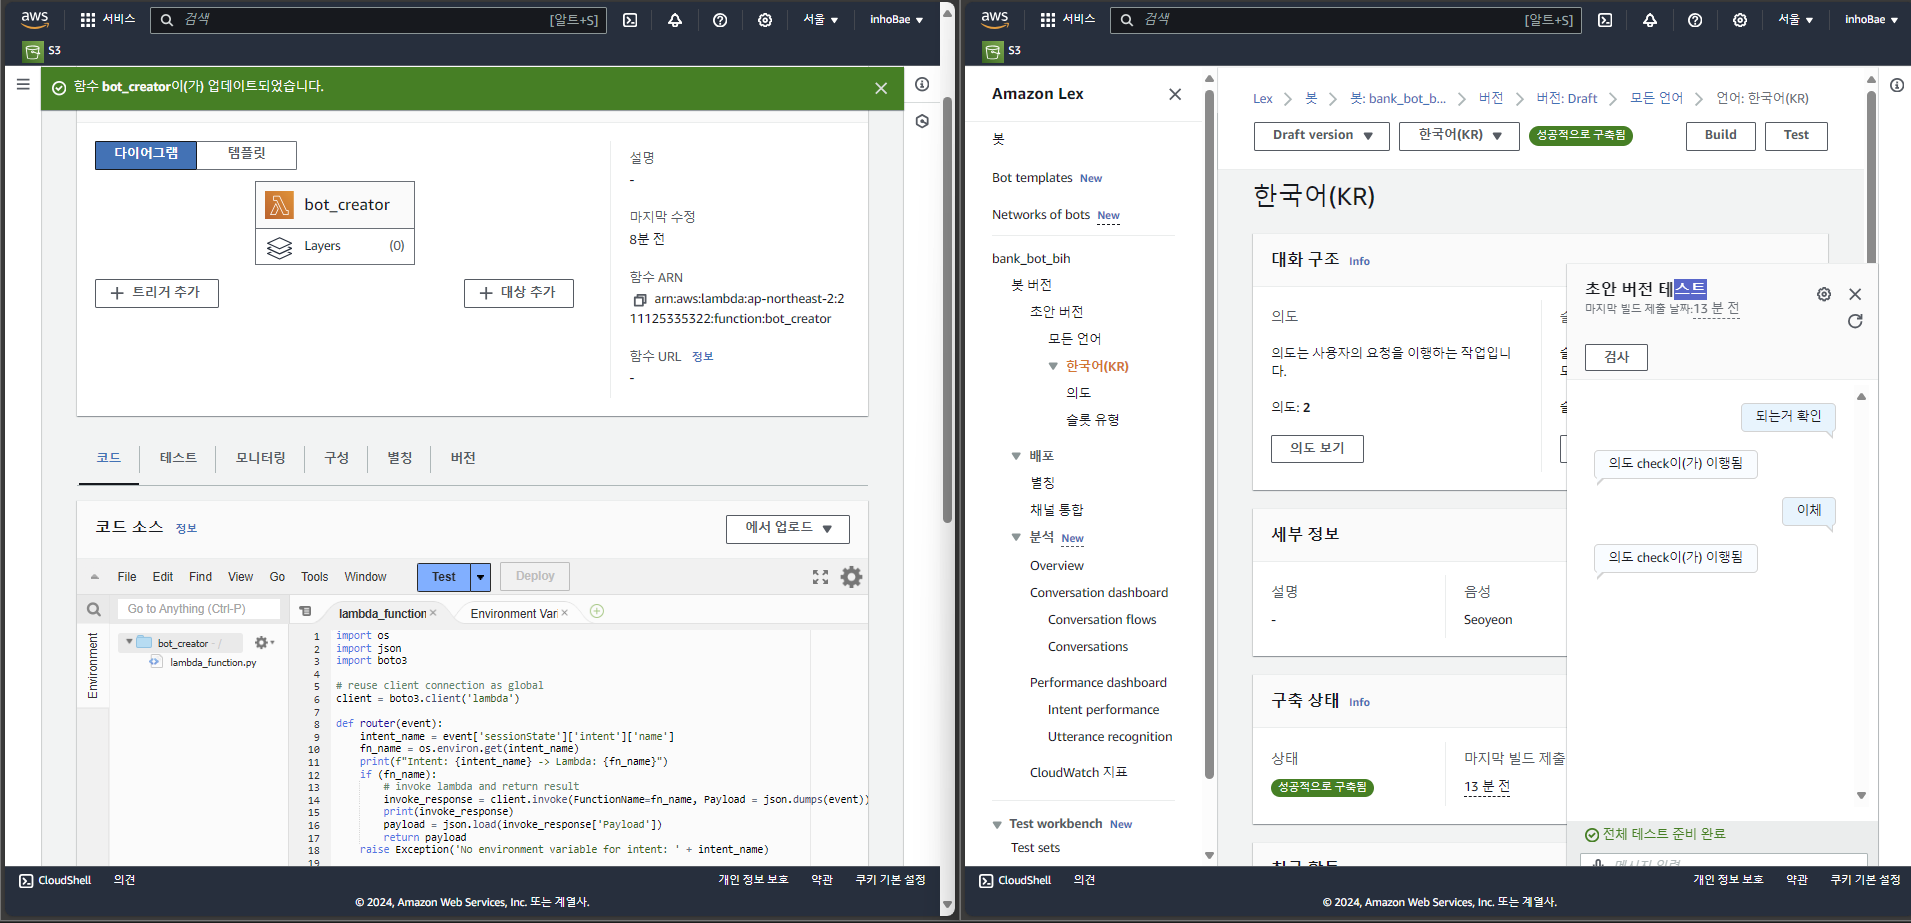 aws
서비스
검색
[알트+S]
서울
inhoBae
S3
함수 bot_creator이(가) 업데이트되었습니다.
다이어그램
템플릿
bot_creator
Layers
(0)
+ 트리거 추가
+ 대상 추가
설명
-
마지막 수정
8분 전
함수 ARN
arn:aws:lambda:ap-northeast-2:2
11125335322:function:bot_creator
함수 URL 정보
-
코드
테스트
모니터링
구성
별칭
버전
코드 소스 정보
에서 업로드
File Edit Find View Go Tools Window
Test
Deploy
Go to Anything (Ctrl-P)
lambda_function
Environment Vari
Environment
bot_creator - /
lambda_function.py
1 import os
2 import json
3 import boto3
4
5 # reuse client connection as global
6 client = boto3.client('lambda')
7
8 def router(event):
9 intent_name = event['sessionState']['intent']['name']
10 fn_name = os.environ.get(intent_name)
11 print(f"Intent: {intent_name} -> Lambda: {fn_name}")
12 if (fn_name):
13 # invoke lambda and return result
14 invoke_response = client.invoke(FunctionName=fn_name, Payload = json.dumps(event))
15 print(invoke_response)
16 payload = json.load(invoke_response['Payload'])
17 return payload
18 raise Exception('No environment variable for intent: ' + intent_name)
19
CloudShell
의견
개인 정보 보호
약관
쿠키 기본 설정
© 2024, Amazon Web Services, Inc. 또는 계열사.
aws
서비스
검색
[알트+S]
서울
inhoBae
S3
Amazon Lex
봇
Bot templates New
Networks of bots New
bank_bot_bih
봇 버전
초안 버전
모든 언어
한국어(KR)
의도
슬롯 유형
배포
별칭
채널 통합
분석 New
Overview
Conversation dashboard
Conversation flows
Conversations
Performance dashboard
Intent performance
Utterance recognition
CloudWatch 지표
Test workbench New
Test sets
Lex
봇
봇: bank_bot_b...
버전
버전: Draft
모든 언어
언어: 한국어(KR)
Draft version
한국어(KR)
성공적으로 구축됨
Build
Test
한국어(KR)
대화 구조 Info
의도
의도는 사용자의 요청을 이행하는 작업입니
다.
의도: 2
의도 보기
세부 정보
설명
-
음성
Seoyeon
구축 상태 Info
상태
성공적으로 구축됨
마지막 빌드 제출
13 분 전
초안 버전 테스트
마지막 빌드 제출 날짜:13 분 전
검사
되는거 확인
의도 check이(가) 이행됨
이체
의도 check이(가) 이행됨
전체 테스트 준비 완료
CloudShell
의견
개인 정보 보호
약관
쿠키 기본 설정
© 2024, Amazon Web Services, Inc. 또는 계열사.